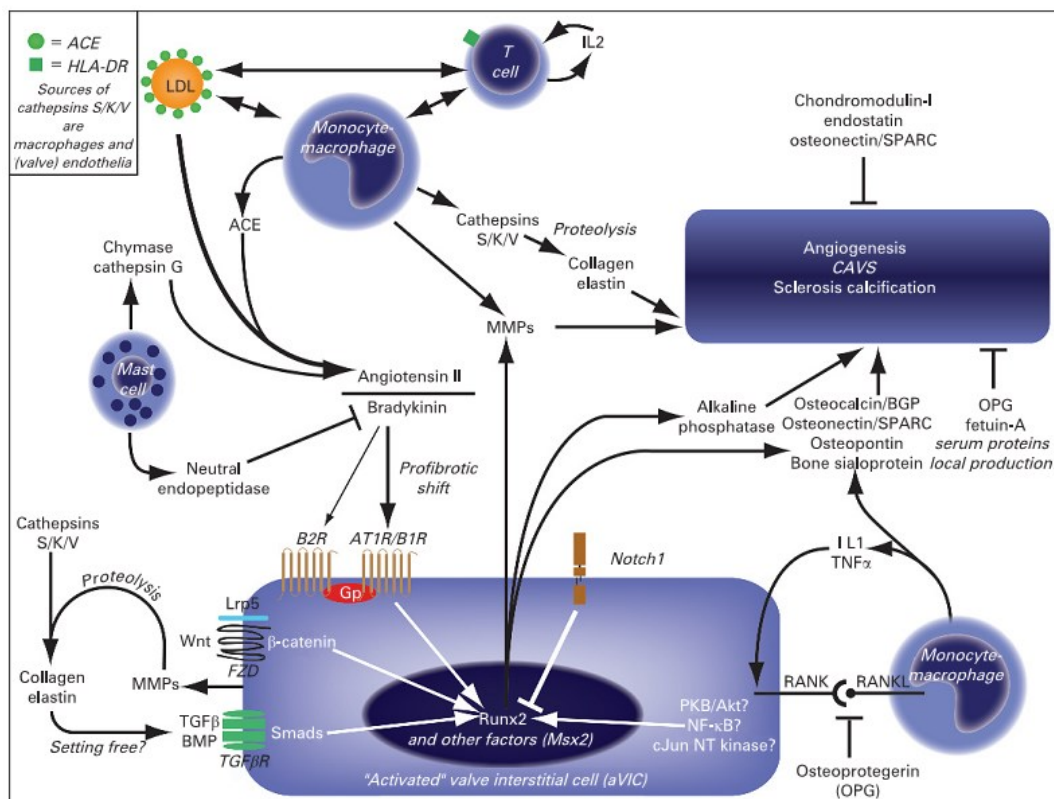 = ACE
= HLA-DR
Sources of
cathepsins S/K/V
are
macrophages and
(valve) endothelia
LDL
T
cell
IL2
Monocyte-
macrophage
Chondromodulin-I
endostatin
osteonectin/SPARC
ACE
Cathepsins
S/K/V
Proteolysis
Collagen
elastin
Angiogenesis
CAVS
Sclerosis calcification
Chymase
cathepsin G
MMPs
Mast
cell
Angiotensin II
Bradykinin
Alkaline
phosphatase
Osteocalcin/BGP
Osteonectin/SPARC
Osteopontin
Bone sialoprotein
OPG
fetuin-A
serum proteins
local production
Neutral
endopeptidase
Profibrotic
shift
Cathepsins
S/K/V
B2R
AT1R/B1R
Notch1
IL1
TNFα
Proteolysis
Gp
Lrp5
Wnt
β-catenin
FZD
Collagen
elastin
MMPs
Monocyte-
macrophage
RANK
RANKL
PKB/Akt?
NF-κB?
cJun NT kinase?
Runx2
and other factors (Msx2)
TGFβ
BMP
Smads
TGFβR
Setting free?
"Activated" valve interstitial cell (aVIC)
Osteoprotegerin
(OPG)